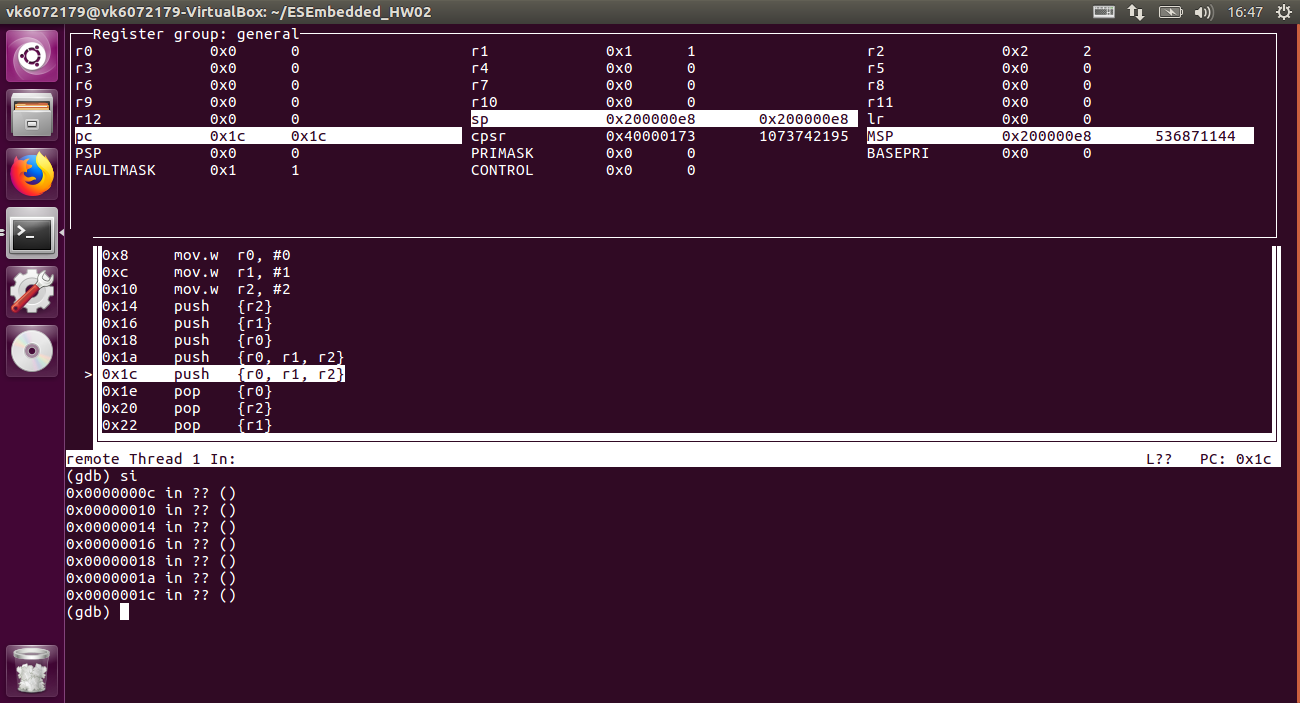 vk6072179@vk6072179-VirtualBox: ~/ESEmbedded_HW02 16:47
Register group: general
r0 0x0 0 r1 0x1 1 r2 0x2 2
r3 0x0 0 r4 0x0 0 r5 0x0 0
r6 0x0 0 r7 0x0 0 r8 0x0 0
r9 0x0 0 r10 0x0 0 r11 0x0 0
r12 0x0 0 sp 0x200000e8 0x200000e8 lr 0x0 0
pc 0x1c 0x1c cpsr 0x40000173 1073742195 MSP 0x200000e8 536871144
PSP 0x0 0 PRIMASK 0x0 0 BASEPRI 0x0 0
FAULTMASK 0x1 1 CONTROL 0x0 0
0x8 mov.w r0, #0
0xc mov.w r1, #1
0x10 mov.w r2, #2
0x14 push {r2}
0x16 push {r1}
0x18 push {r0}
0x1a push {r0, r1, r2}
> 0x1c push {r0, r1, r2}
0x1e pop {r0}
0x20 pop {r2}
0x22 pop {r1}
remote Thread 1 In: L?? PC: 0x1c
(gdb) si
0x0000000c in ?? ()
0x00000010 in ?? ()
0x00000014 in ?? ()
0x00000016 in ?? ()
0x00000018 in ?? ()
0x0000001a in ?? ()
0x0000001c in ?? ()
(gdb)